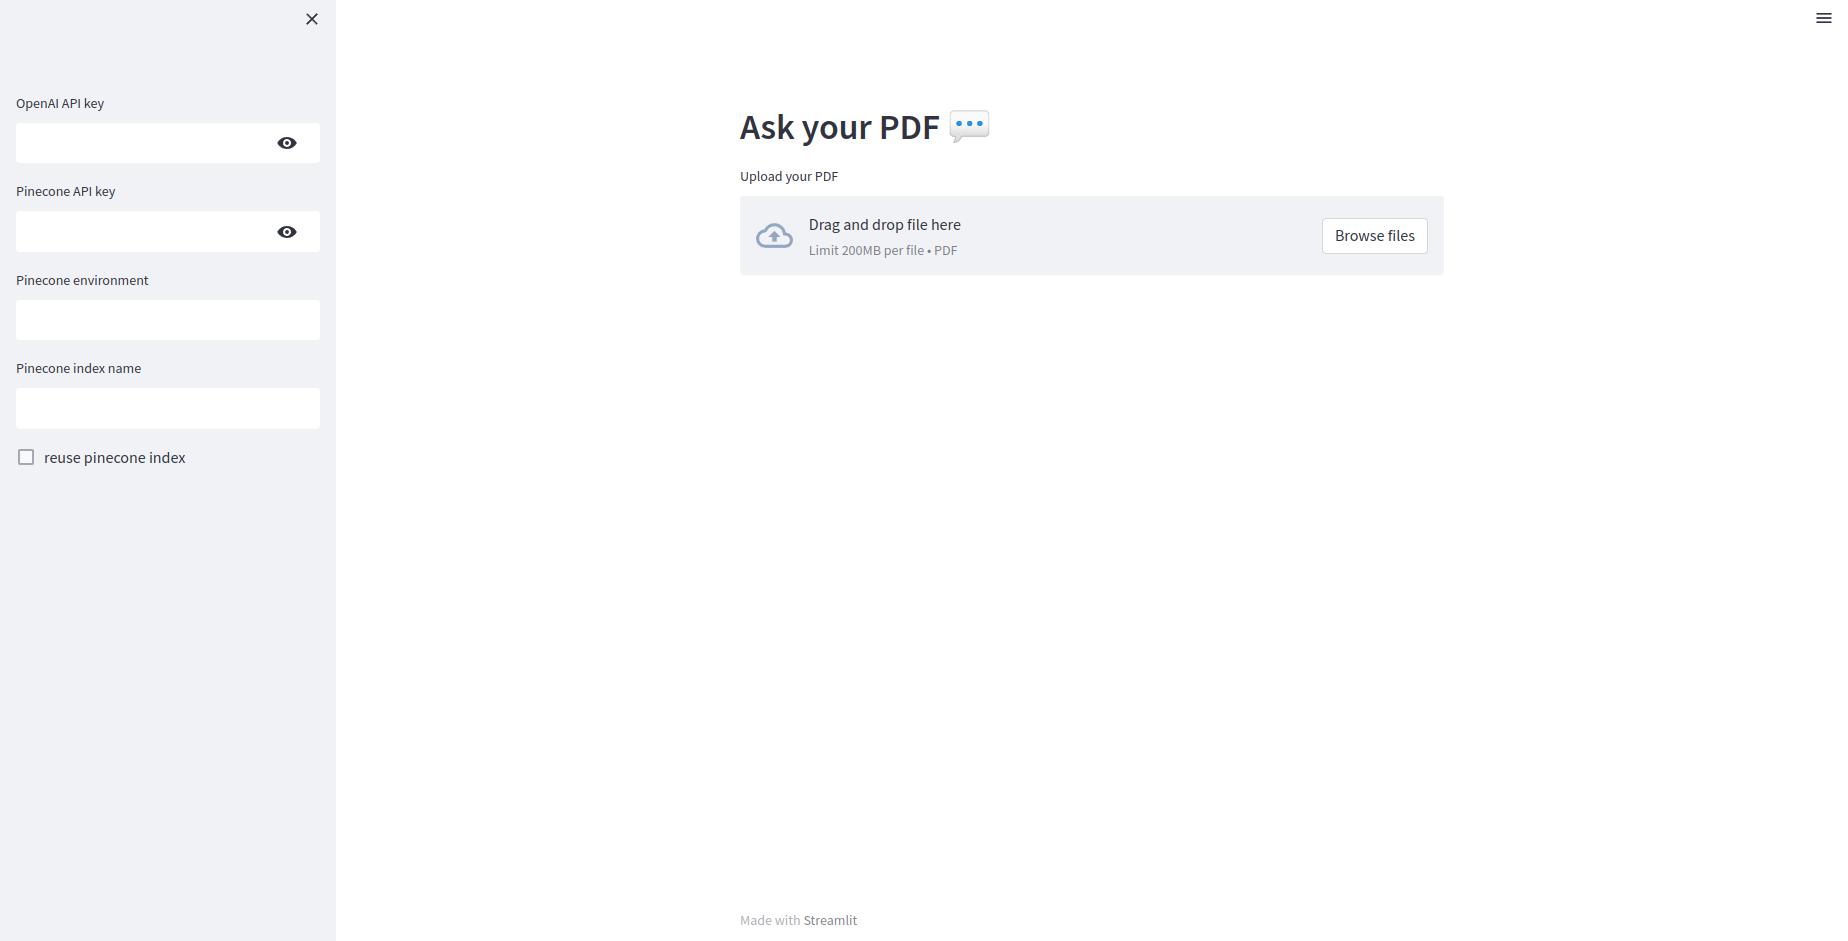 OpenAI API key
Pinecone API key
Pinecone environment
Pinecone index name
reuse pinecone index
Ask your PDF 💬
Upload your PDF
Drag and drop file here
Limit 200MB per file • PDF
Browse files
Made with Streamlit